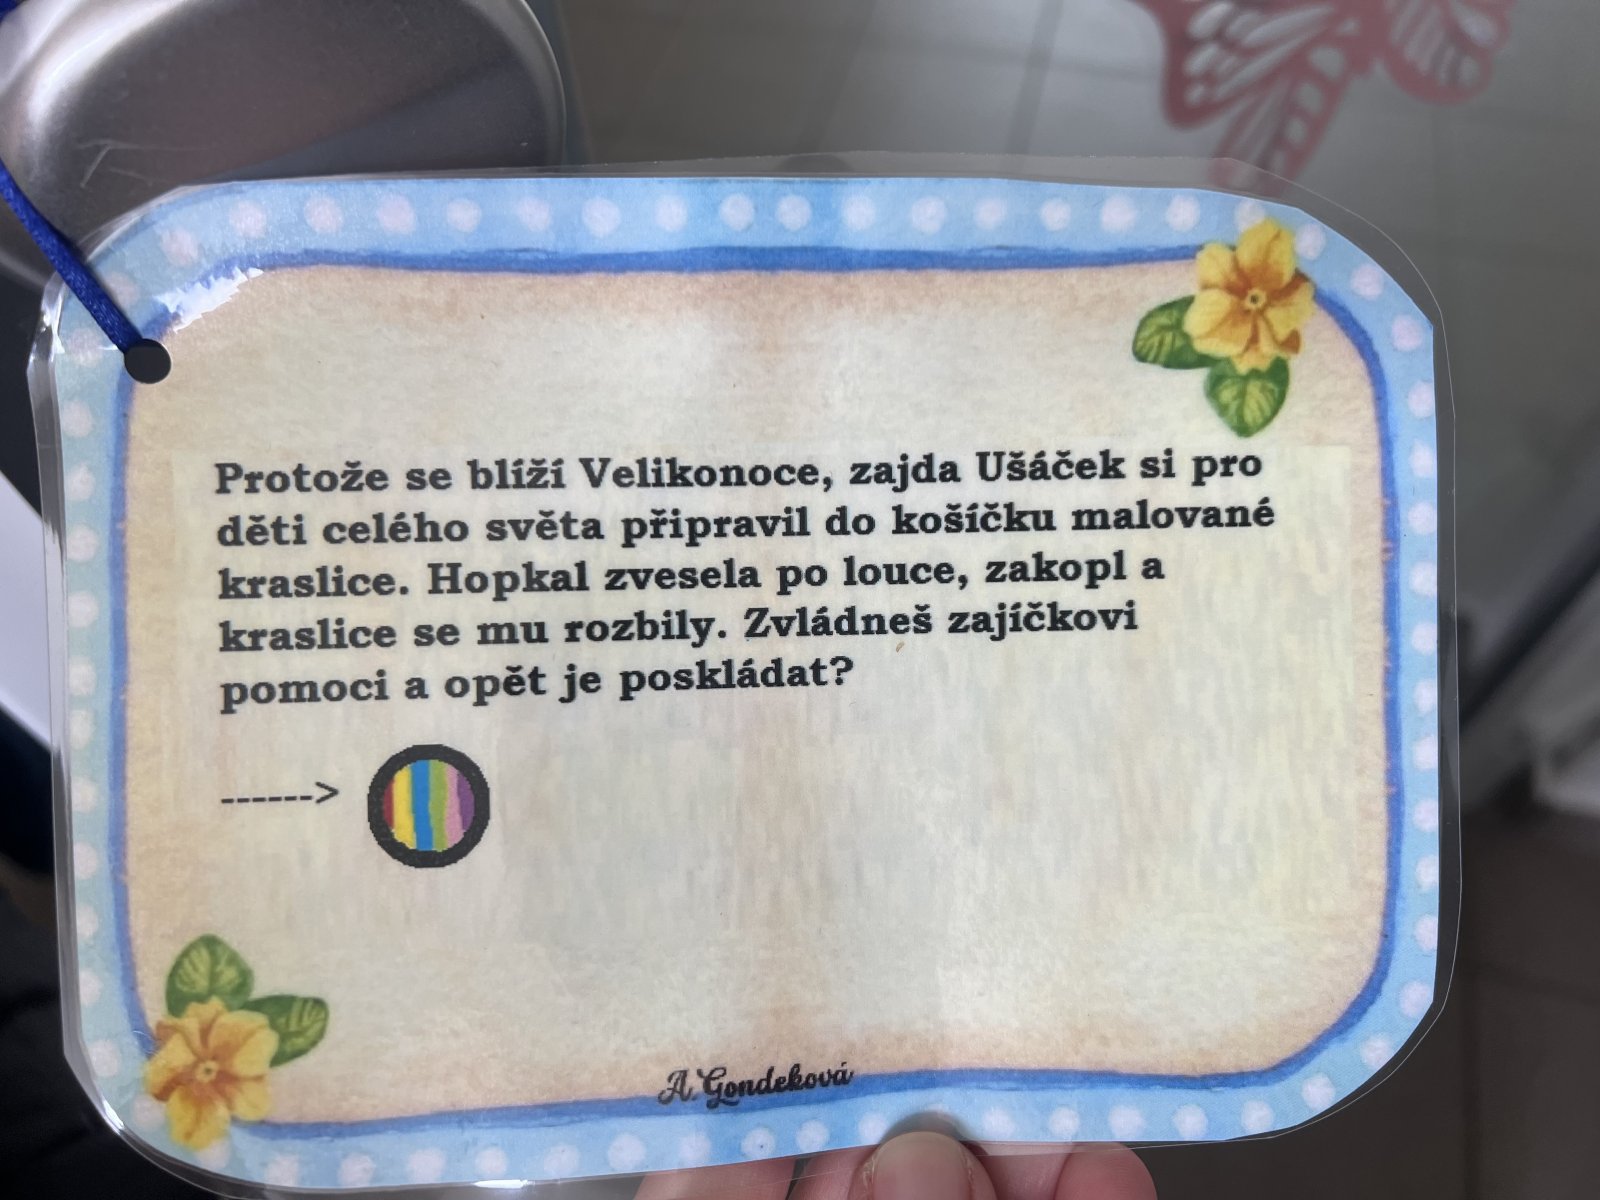 Protože se blíží Velikonoce, zajda Ušáček si pro
děti celého světa připravil do košíčku malované
kraslice. Hopkal zvesela po louce, zakopl a
kraslice se mu rozbily. Zvládneš zajíčkovi
pomoci a opět je poskládat?
------>
A. Gondeková